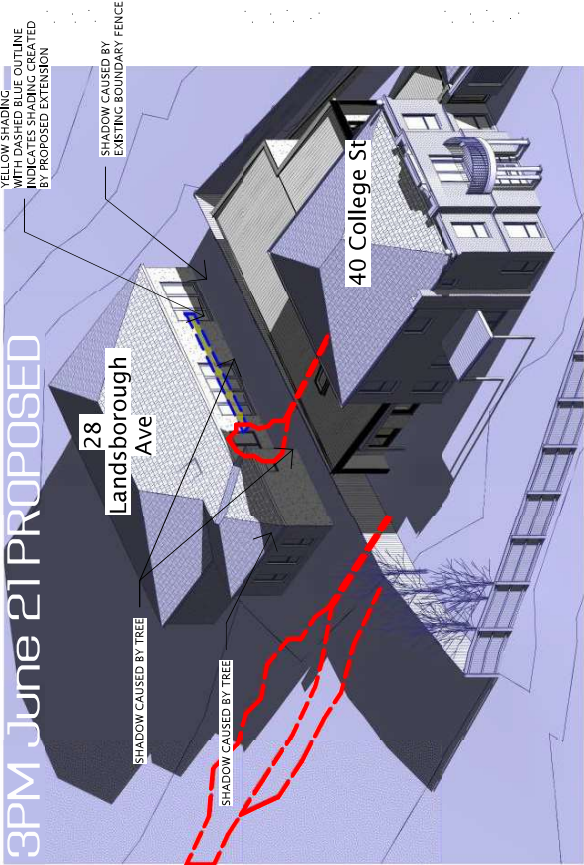 3PM June 21 PROPOSED
YELLOW SHADING
WITH DASHED BLUE OUTLINE
INDICATES SHADING CREATED
BY PROPOSED EXTENSION
SHADOW CAUSED BY
EXISTING BOUNDARY FENCE
28
Landsborough
Ave
40 College St
SHADOW CAUSED BY TREE
SHADOW CAUSED BY TREE